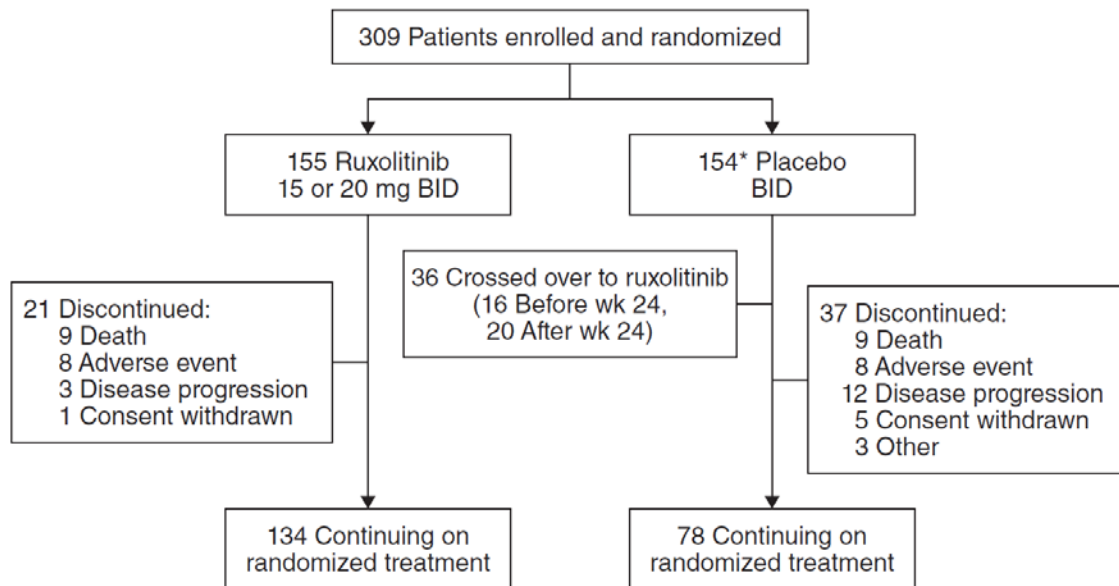 309 Patients enrolled and randomized
155 Ruxolitinib
15 or 20 mg BID
154* Placebo
BID
36 Crossed over to ruxolitinib
(16 Before wk 24,
20 After wk 24)
21 Discontinued:
9 Death
8 Adverse event
3 Disease progression
1 Consent withdrawn
37 Discontinued:
9 Death
8 Adverse event
12 Disease progression
5 Consent withdrawn
3 Other
134 Continuing on
randomized treatment
78 Continuing on
randomized treatment